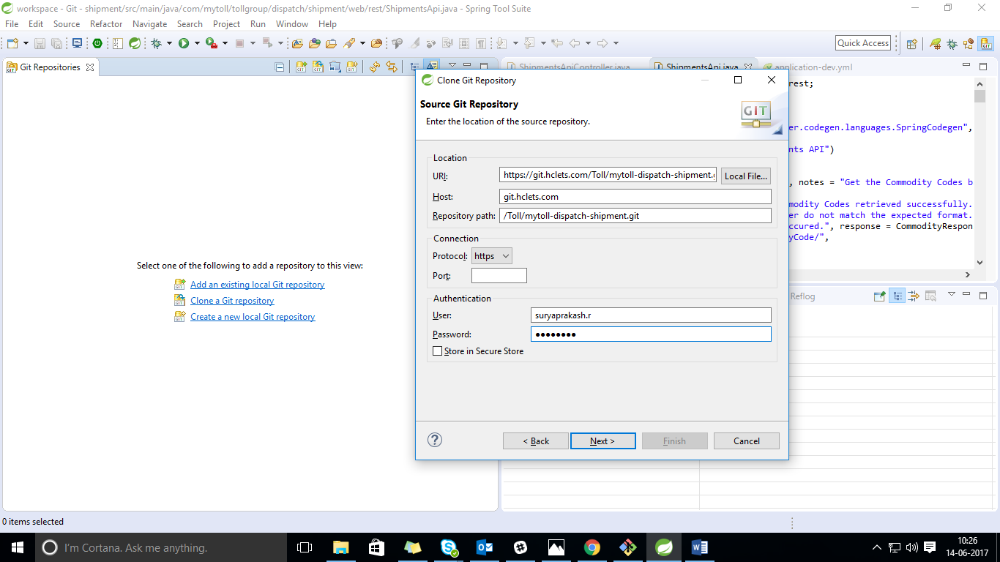 workspace - Git - shipment/src/main/java/com/mytoll/tollgroup/dispatch/shipment/web/rest/ShipmentsApi.java - Spring Tool Suite
File Edit Source Refactor Navigate Search Project Run Window Help
Quick Access
Git Repositories
ShipmentsApiController.java ShipmentsApi.java application-dev.yml
Select one of the following to add a repository to this view:
Add an existing local Git repository
Clone a Git repository
Create a new local Git repository
Clone Git Repository
Source Git Repository
Enter the location of the source repository.
GIT
Location
URI: https://git.hclets.com/Toll/mytoll-dispatch-shipment. Local File...
Host: git.hclets.com
Repository path: /Toll/mytoll-dispatch-shipment.git
Connection
Protocol: https
Port:
Authentication
User: suryaprakash.r
Password: ●●●●●●●●
Store in Secure Store
< Back Next > Finish Cancel
rest;
er.codegen.languages.SpringCodegen",
nts API")
, notes = "Get the Commodity Codes b
modity Codes retrieved successfully.
er do not match the expected format.
ccured.", response = CommodityRespon
yCode/",
Reflog
0 items selected
I'm Cortana. Ask me anything.
10:26
14-06-2017